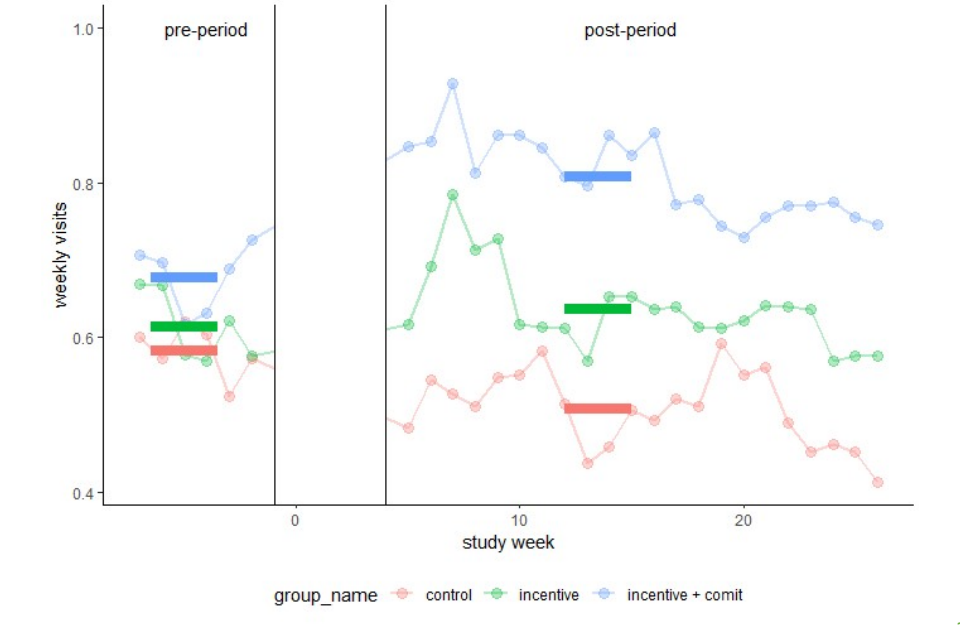 pre-period
post-period
1.0
0.8
0.6
0.4
weekly visits
0
10
20
study week
group_name
control
incentive
incentive + comit